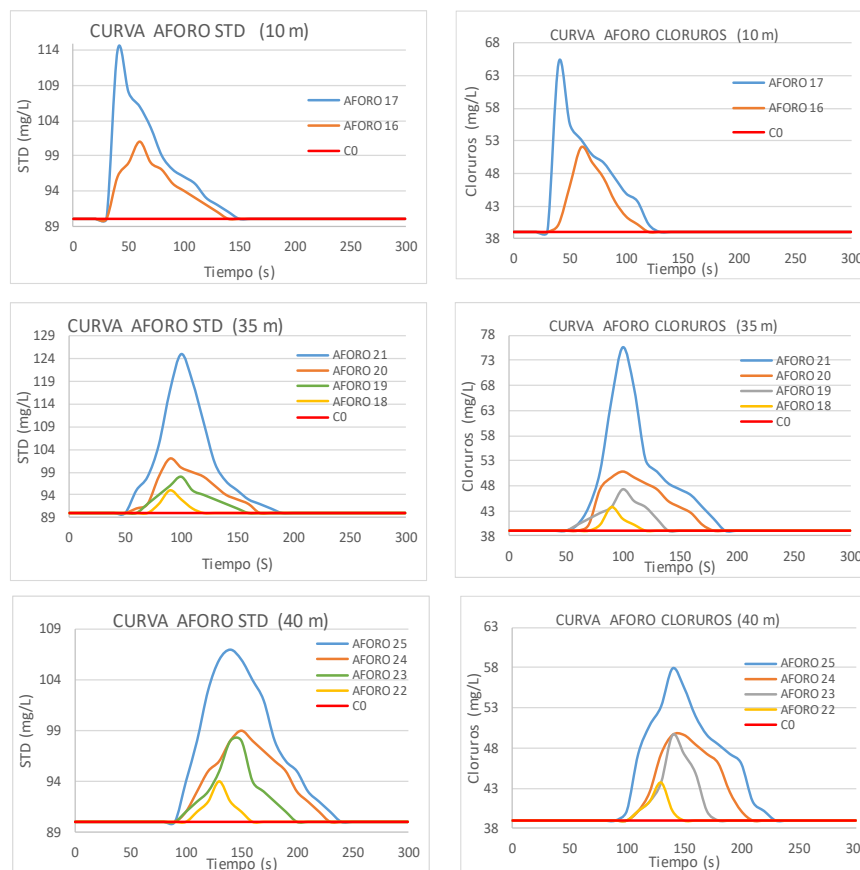 CURVA AFORO STD (10 m)
STD (mg/L)
114
109
104
99
94
89
0 50 100 150 200 250 300
Tiempo (s)
AFORO 17
AFORO 16
C0
CURVA AFORO CLORUROS (10 m)
Cloruros (mg/L)
68
63
58
53
48
43
38
0 50 100 150 200 250 300
Tiempo (s)
AFORO 17
AFORO 16
C0
CURVA AFORO STD (35 m)
STD (mg/L)
129
124
119
114
109
104
99
94
89
0 50 100 150 200 250 300
Tiempo (S)
AFORO 21
AFORO 20
AFORO 19
AFORO 18
C0
CURVA AFORO CLORUROS (35 m)
Cloruros (mg/L)
78
73
68
63
58
53
48
43
38
0 50 100 150 200 250 300
Tiempo (S)
AFORO 21
AFORO 20
AFORO 19
AFORO 18
C0
CURVA AFORO STD (40 m)
STD (mg/L)
109
104
99
94
89
0 50 100 150 200 250 300
Tiempo (s)
AFORO 25
AFORO 24
AFORO 23
AFORO 22
C0
CURVA AFORO CLORUROS (40 m)
Cloruros (mg/L)
63
58
53
48
43
38
0 50 100 150 200 250 300
Tiempo (s)
AFORO 25
AFORO 24
AFORO 23
AFORO 22
C0